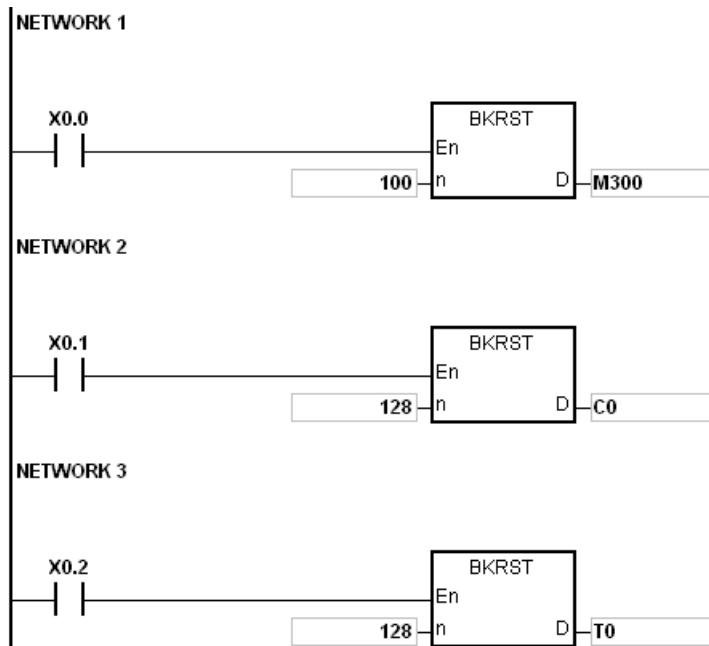 NETWORK 1
X0.0
BKRST
En
100 n D M300
NETWORK 2
X0.1
BKRST
En
128 n D C0
NETWORK 3
X0.2
BKRST
En
128 n D T0